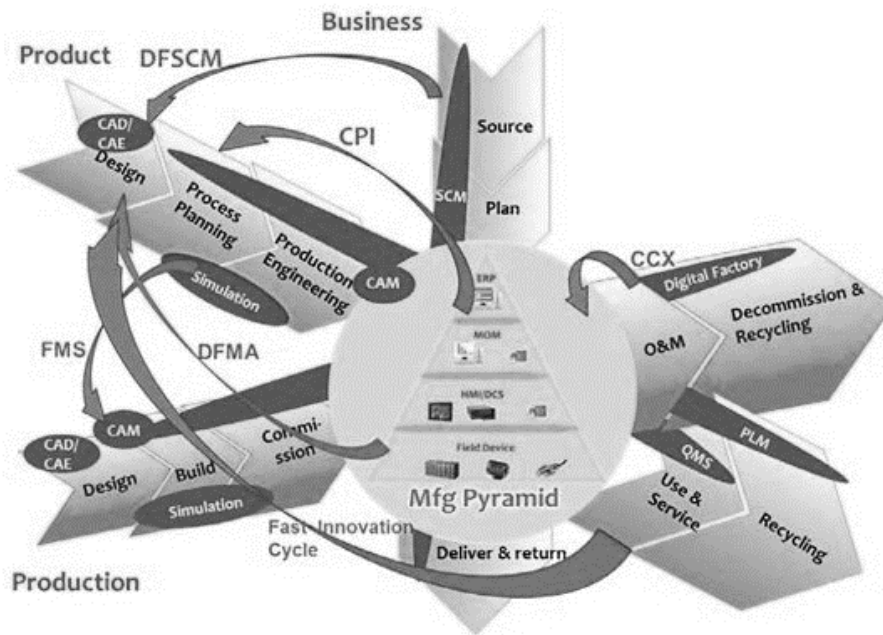 Business
Product
DFSCM
CAD/
CAE
Design
Source
CPI
Process
Planning
SCM
Plan
Production
Engineering
CAM
Simulation
ERP
CCX
Digital Factory
Decommission &
Recycling
O&M
MOM
FMS
DFMA
HMI/DCS
CAM
CAD/
CAE
Design
Build
Commi-
ssion
Simulation
Field Device
Mfg Pyramid
PLM
QMS
Use &
Service
Recycling
Fast-Innovation
Cycle
Deliver & return
Production